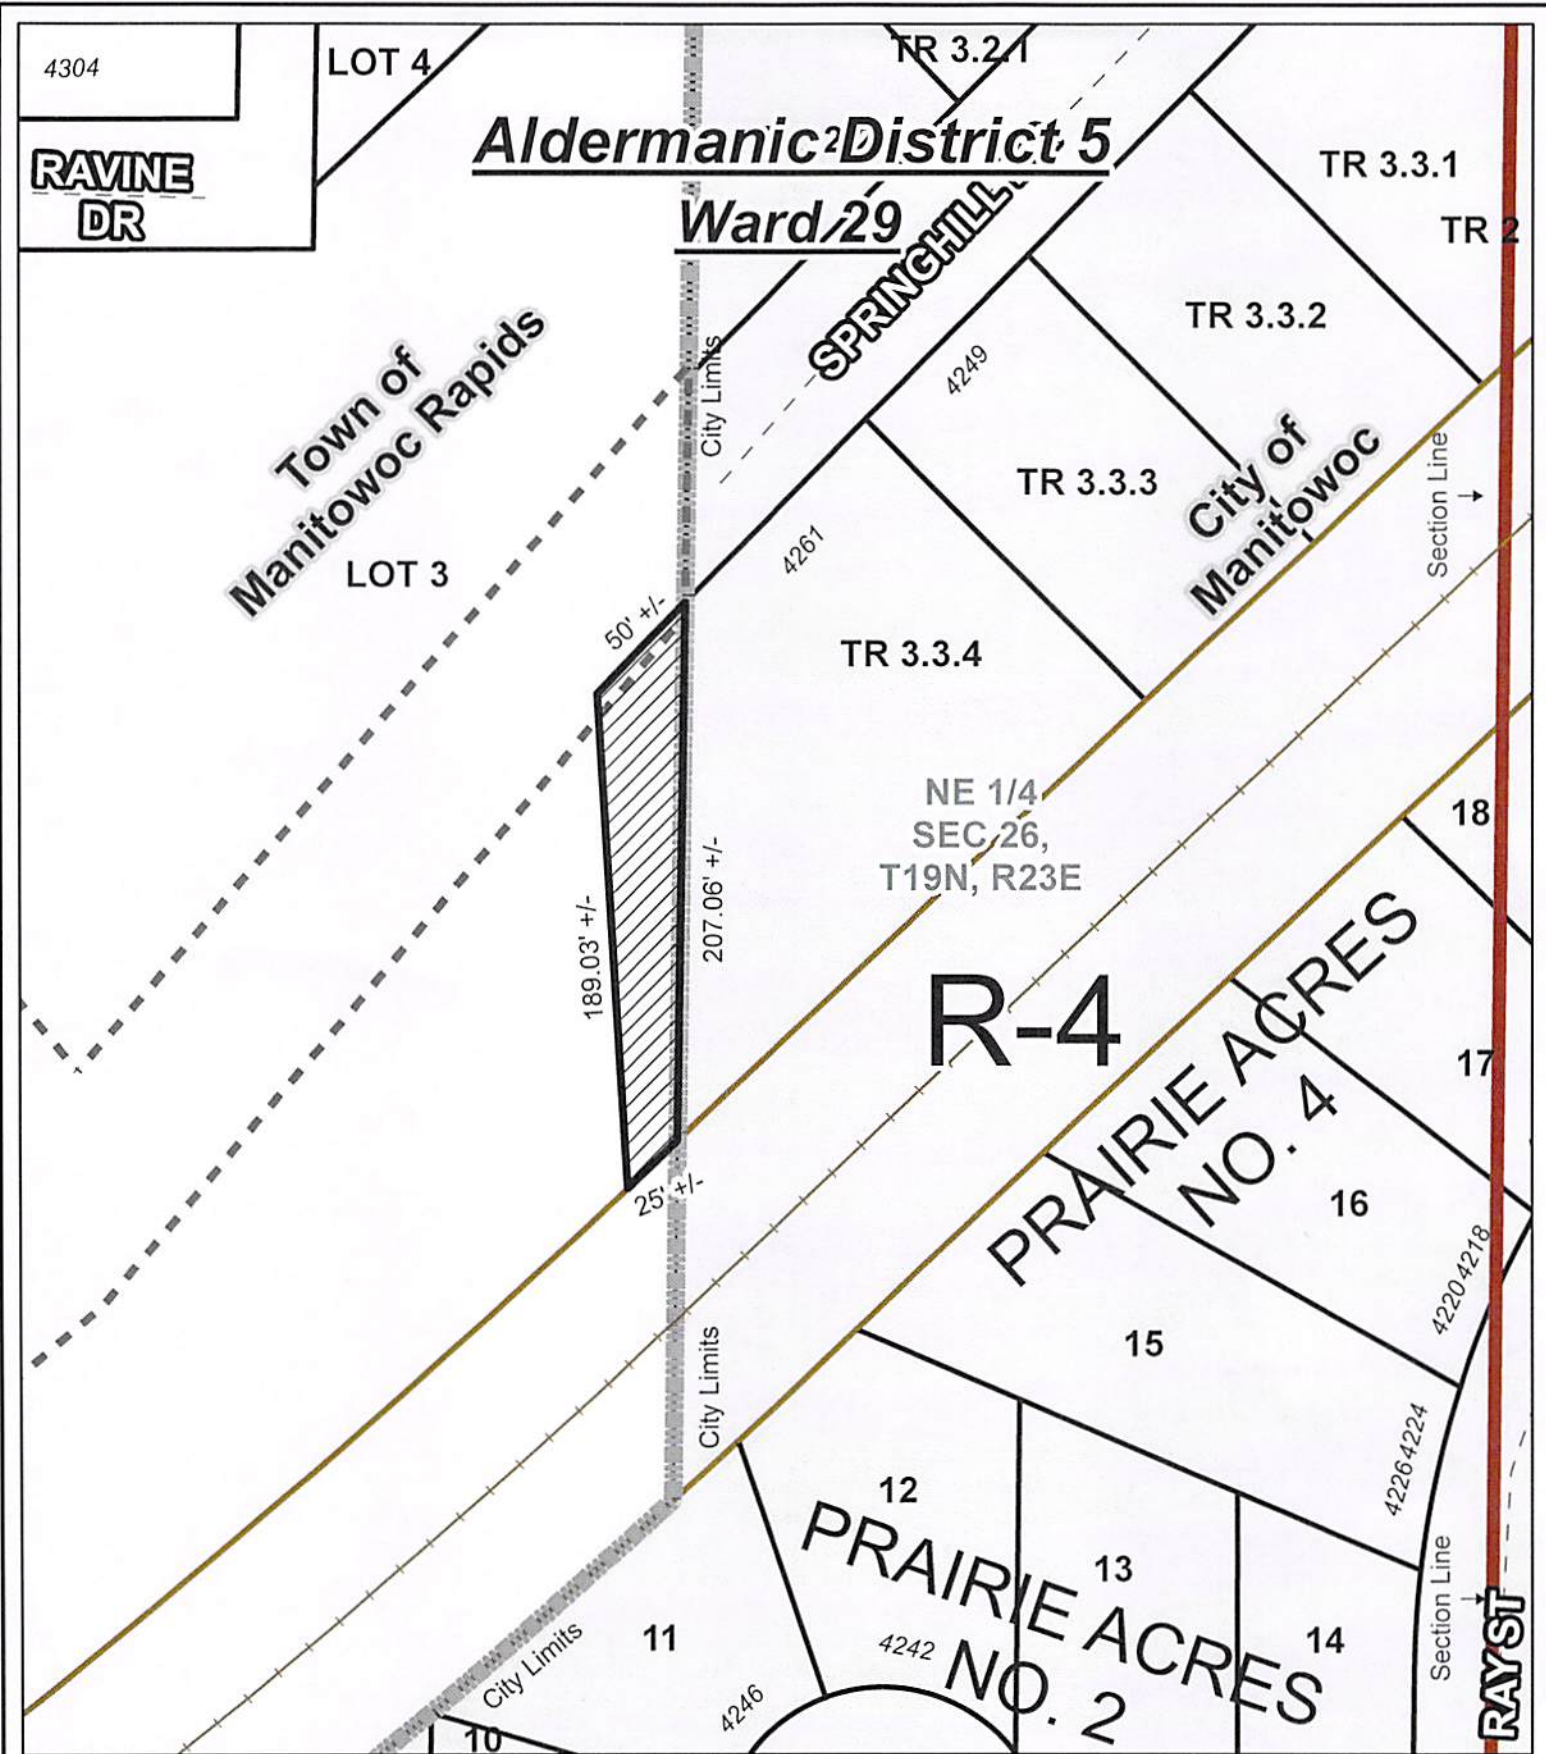 4304
LOT 4
TR 3.2.1
Aldermanic District 5
RAVINE
DR
TR 3.3.1
TR 2
Ward 29
SPRINGHILL
TR 3.3.2
Town of
Manitowoc Rapids
City Limits
4249
TR 3.3.3
City of
Manitowoc
Section Line
LOT 3
4261
50' +/-
TR 3.3.4
NE 1/4
SEC 26,
T19N, R23E
18
189.03' +/-
207.06' +/-
R-4
PRAIRIE ACRES
NO. 4
17
25' +/-
16
4218
4220
15
City Limits
4224
4226
12
PRAIRIE ACRES
NO. 2
13
14
11
4242
City Limits
4246
10
Section Line
RAY ST